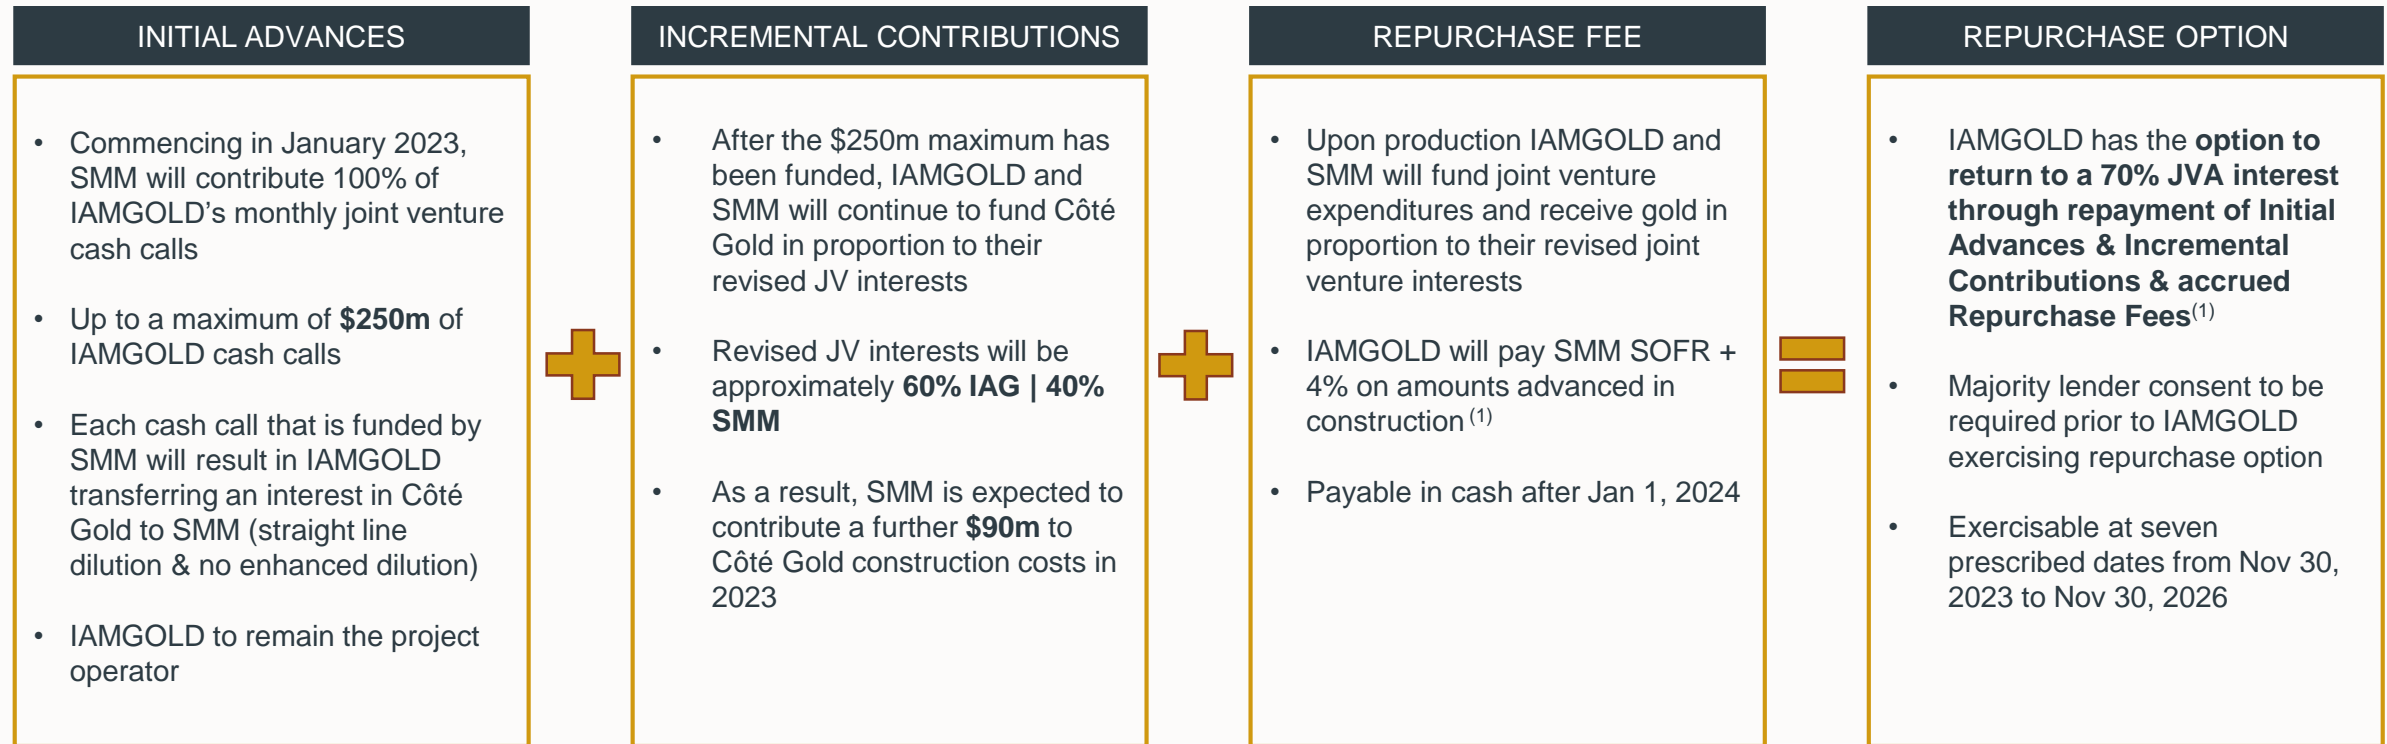 INITIAL ADVANCES
• Commencing in January 2023,
SMM will contribute 100% of
IAMGOLD’s monthly joint venture
cash calls
• Up to a maximum of $250m of
IAMGOLD cash calls
• Each cash call that is funded by
SMM will result in IAMGOLD
transferring an interest in Côté
Gold to SMM (straight line
dilution & no enhanced dilution)
• IAMGOLD to remain the project
operator
INCREMENTAL CONTRIBUTIONS
• After the $250m maximum has
been funded, IAMGOLD and
SMM will continue to fund Côté
Gold in proportion to their
revised JV interests
• Revised JV interests will be
approximately 60% IAG | 40%
SMM
• As a result, SMM is expected to
contribute a further $90m to
Côté Gold construction costs in
2023
REPURCHASE FEE
• Upon production IAMGOLD and
SMM will fund joint venture
expenditures and receive gold in
proportion to their revised joint
venture interests
• IAMGOLD will pay SMM SOFR +
4% on amounts advanced in
construction (1)
• Payable in cash after Jan 1, 2024
REPURCHASE OPTION
• IAMGOLD has the option to
return to a 70% JVA interest
through repayment of Initial
Advances & Incremental
Contributions & accrued
Repurchase Fees(1)
• Majority lender consent to be
required prior to IAMGOLD
exercising repurchase option
• Exercisable at seven
prescribed dates from Nov 30,
2023 to Nov 30, 2026